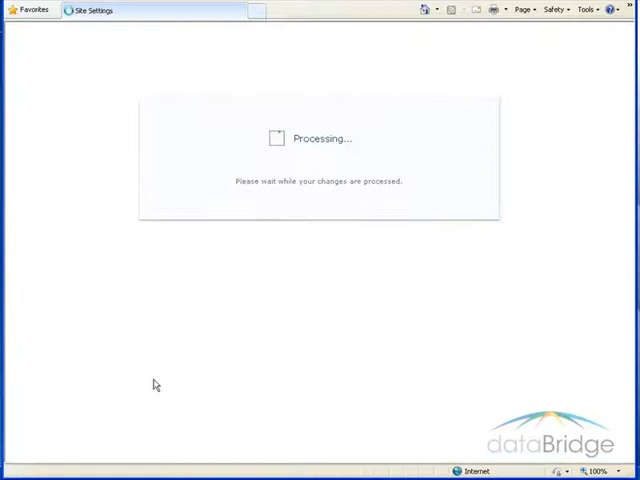 Favorites
Site Settings
Page
Safety
Tools
Processing...
Please wait while your changes are processed.
dataBridge
Internet
100%